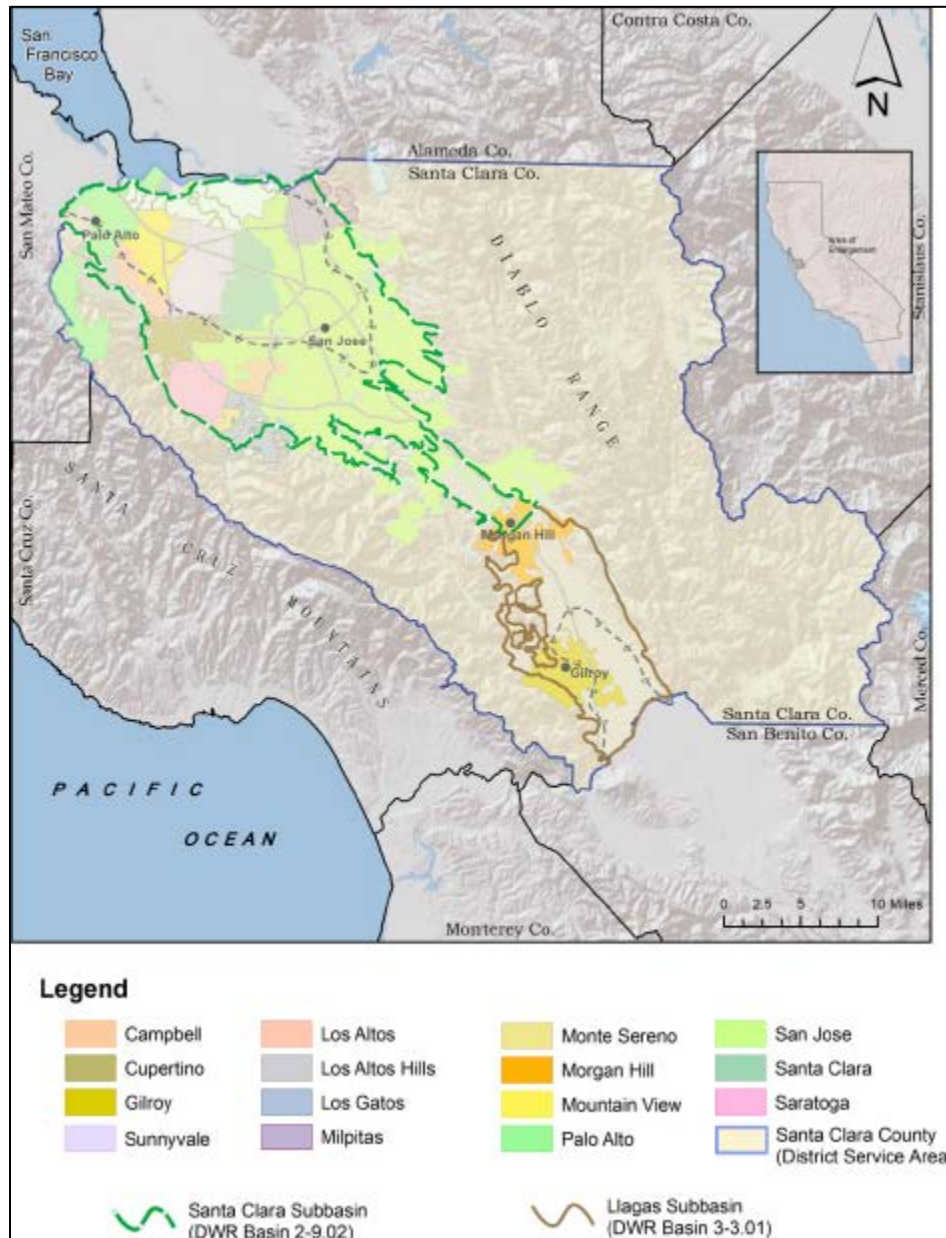 Contra Costa Co.
San
Francisco
Bay
N
Alameda Co.
Santa Clara Co.
San Mateo Co.
Palo Alto
Area of
Enlargement
Stanislaus Co.
DIABLO
RANGE
San Jose
SANTA
CRUZ
MOUNTAINS
Santa Cruz Co.
Morgan Hill
Gilroy
Merced Co.
Santa Clara Co.
San Benito Co.
PACIFIC
OCEAN
0 2.5 5 10 Miles
Monterey Co.
Legend
Campbell
Cupertino
Gilroy
Sunnyvale
Los Altos
Los Altos Hills
Los Gatos
Milpitas
Monte Sereno
Morgan Hill
Mountain View
Palo Alto
San Jose
Santa Clara
Saratoga
Santa Clara County
(District Service Area
Santa Clara Subbasin
(DWR Basin 2-9.02)
Llagas Subbasin
(DWR Basin 3-3.01)